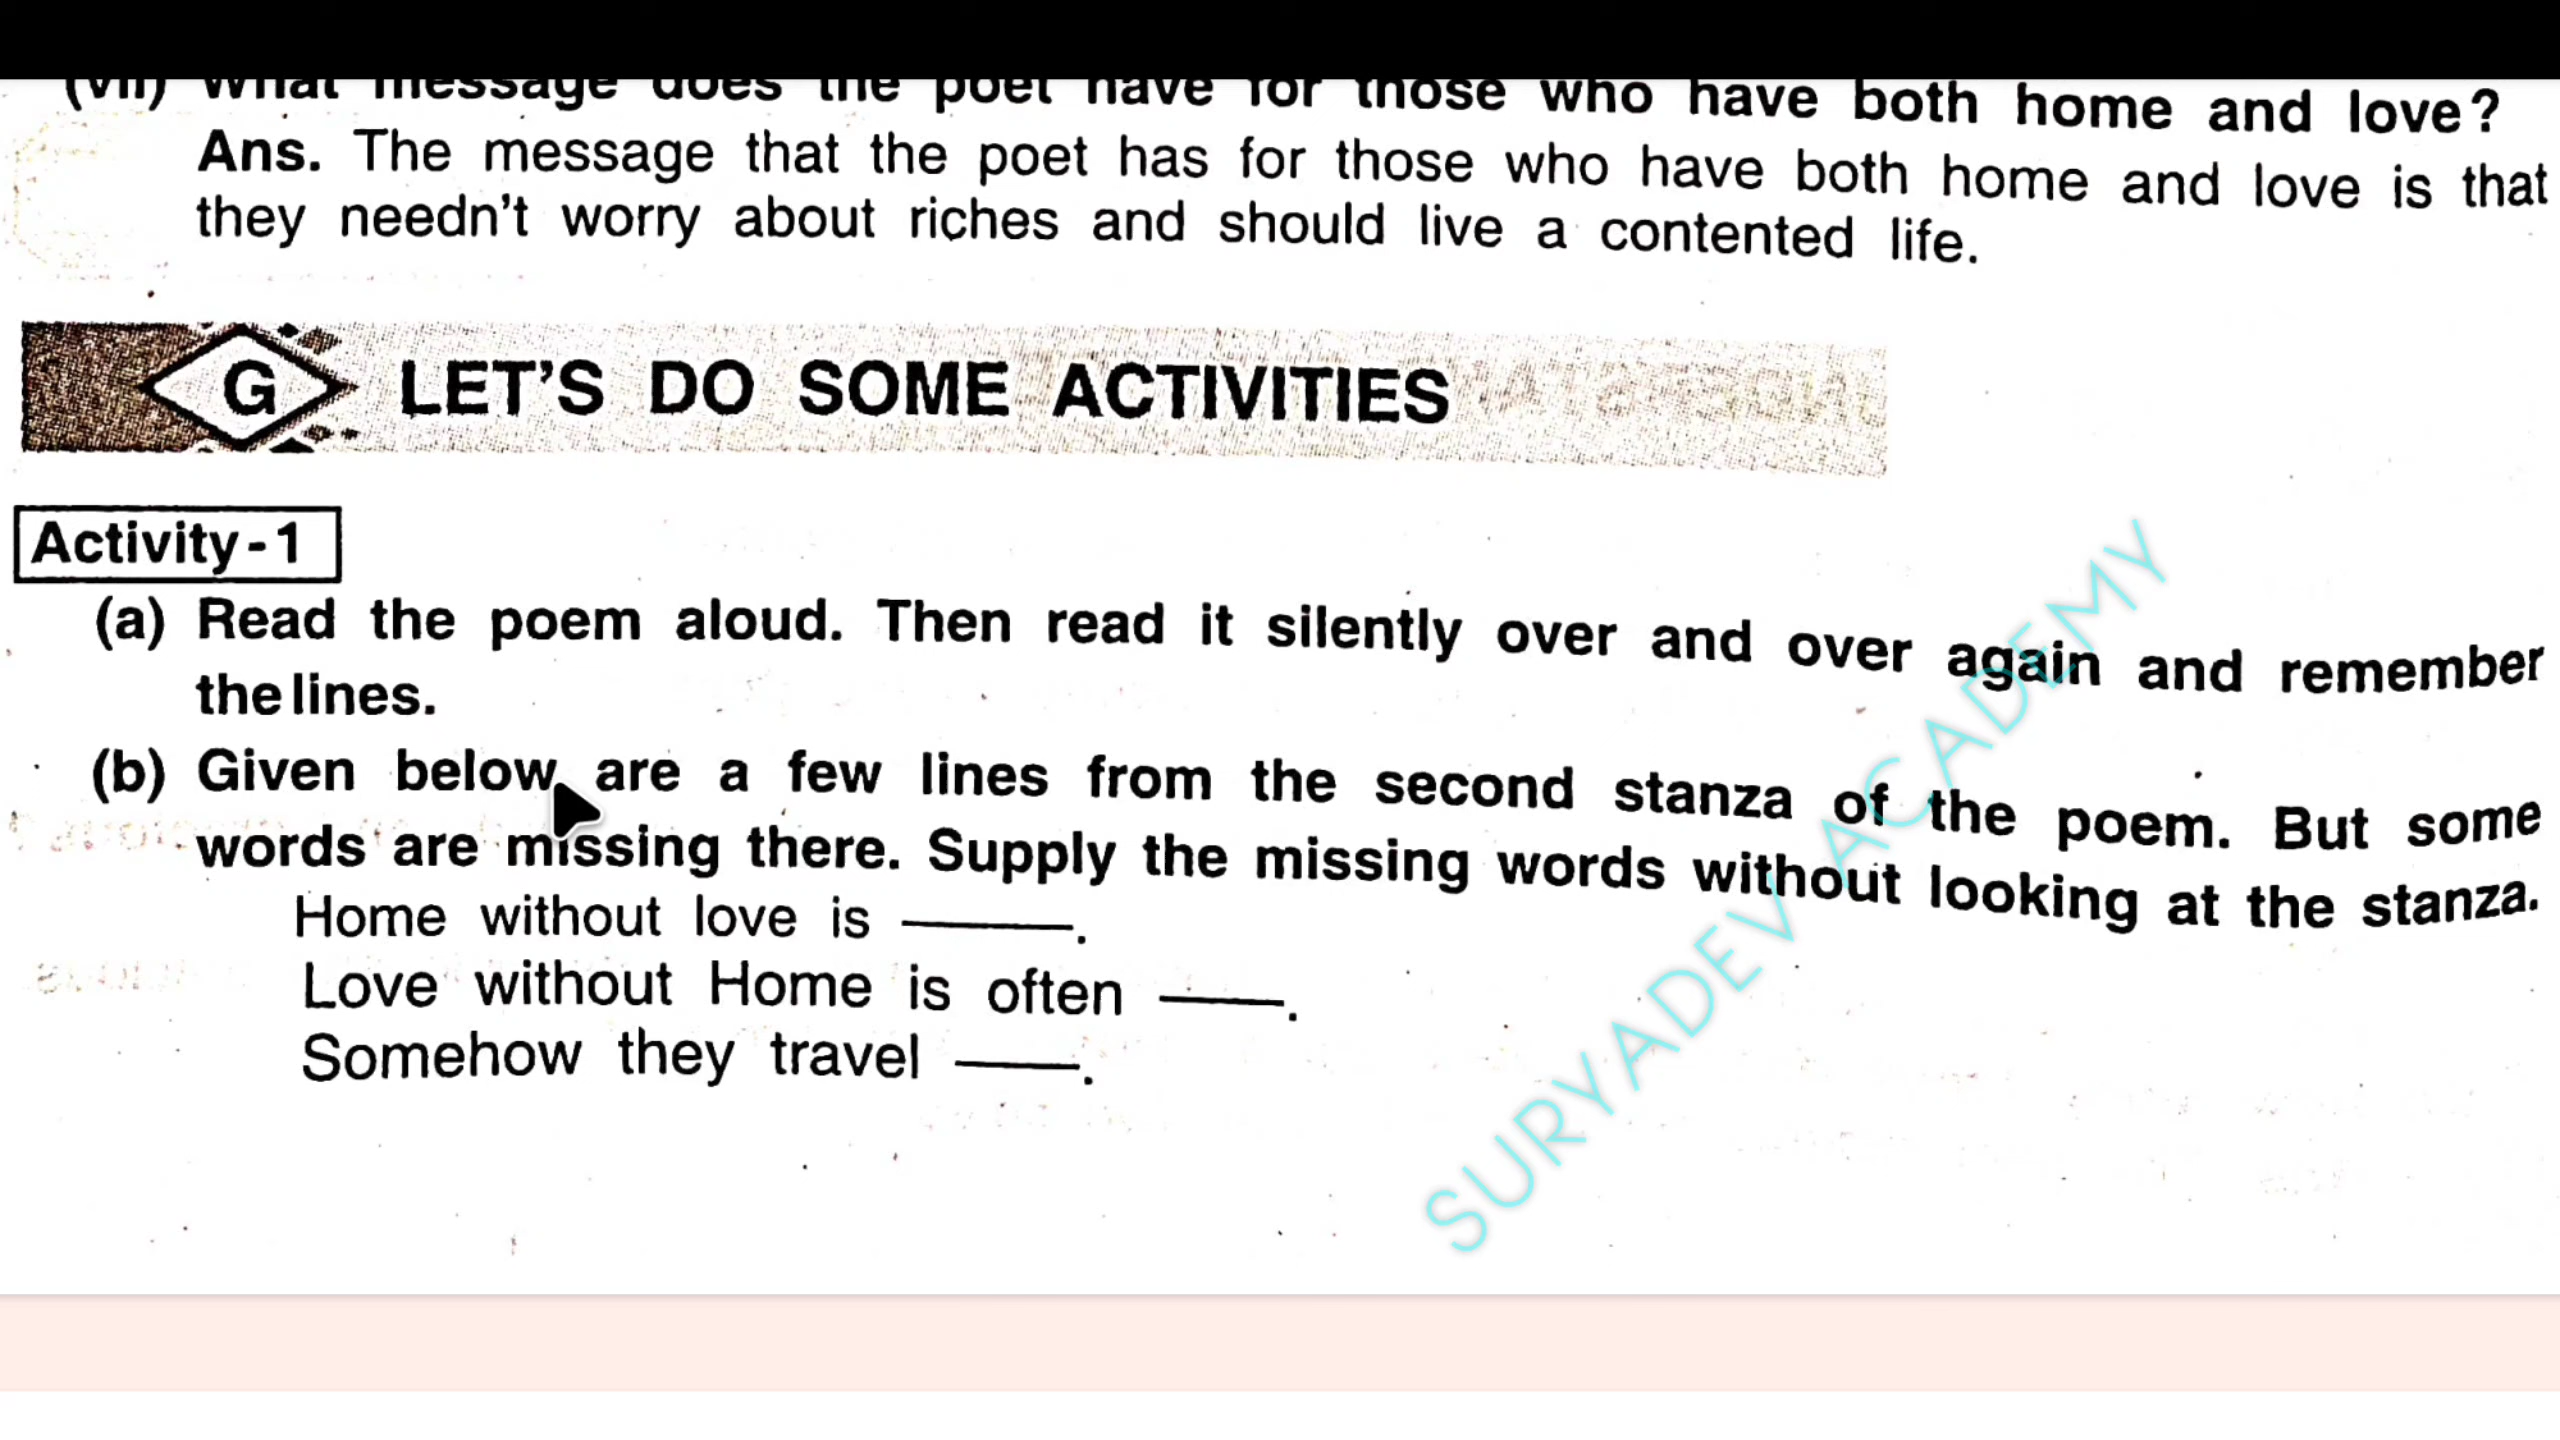 (vii) What message does the poet have for those who have both home and love?
Ans. The message that the poet has for those who have both home and love is that
they needn't worry about riches and should live a contented life.
G LET'S DO SOME ACTIVITIES
Activity-1
(a) Read the poem aloud. Then read it silently over and over again and remember
the lines.
(b) Given below are a few lines from the second stanza of the poem. But some
words are missing there. Supply the missing words without looking at the stanza.
Home without love is ———.
Love without Home is often ———.
Somehow they travel ———.
SURYADEV ACADEMY